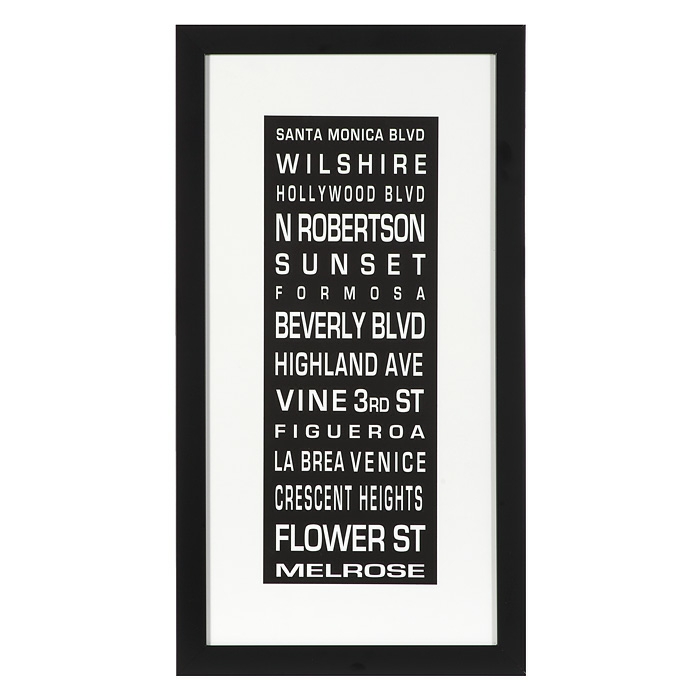 SANTA MONICA BLVD
WILSHIRE
HOLLYWOOD BLVD
N ROBERTSON
SUNSET
FORMOSA
BEVERLY BLVD
HIGHLAND AVE
VINE 3RD ST
FIGUEROA
LA BREA VENICE
CRESCENT HEIGHTS
FLOWER ST
MELROSE